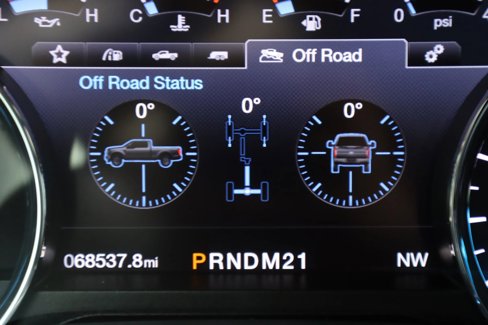 H C H E F 0 psi
Off Road
Off Road Status
0° 0° 0°
068537.8mi PRNDM21 NW